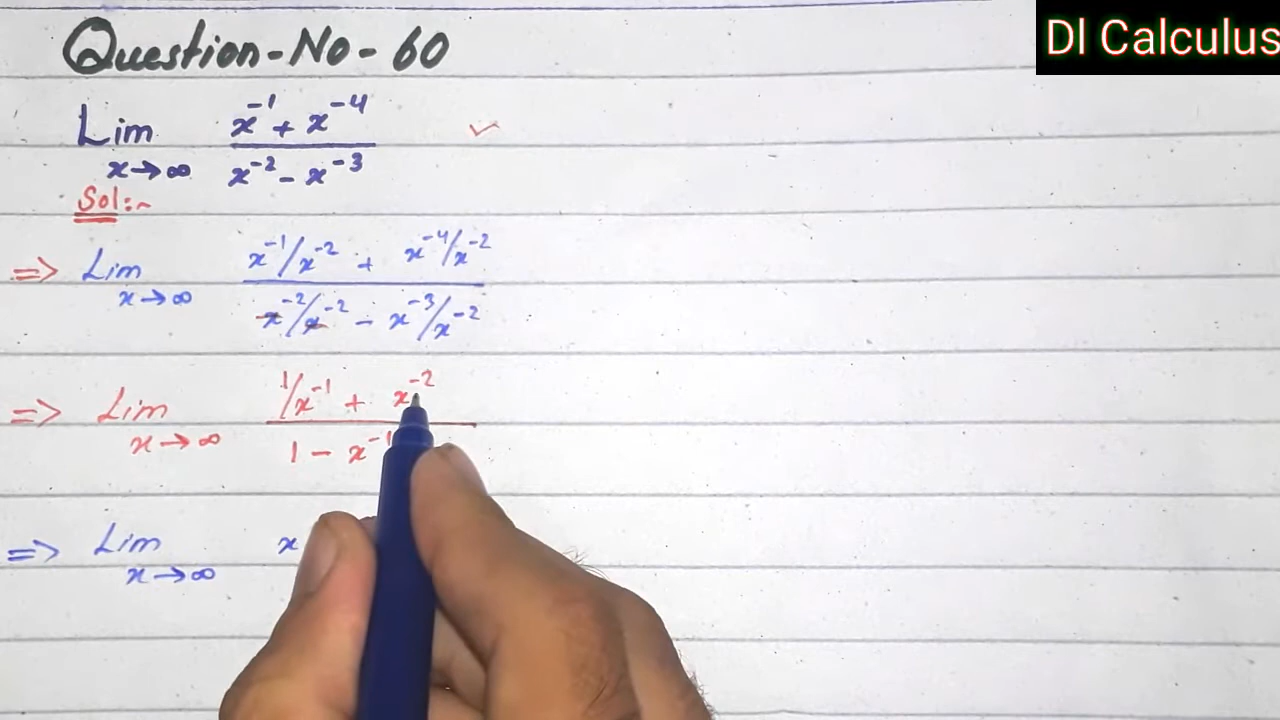 Question-No-60
DI Calculus
Lim x→∞ (x⁻¹ + x⁻⁴)/(x⁻² - x⁻³) ✓
Sol:~
=> Lim x→∞ (x⁻¹/x⁻² + x⁻⁴/x⁻²)/(x⁻²/x⁻² - x⁻³/x⁻²)
=> Lim x→∞ (1/x⁻¹ + x⁻²)/(1 - x⁻¹)
=> Lim x→∞ x